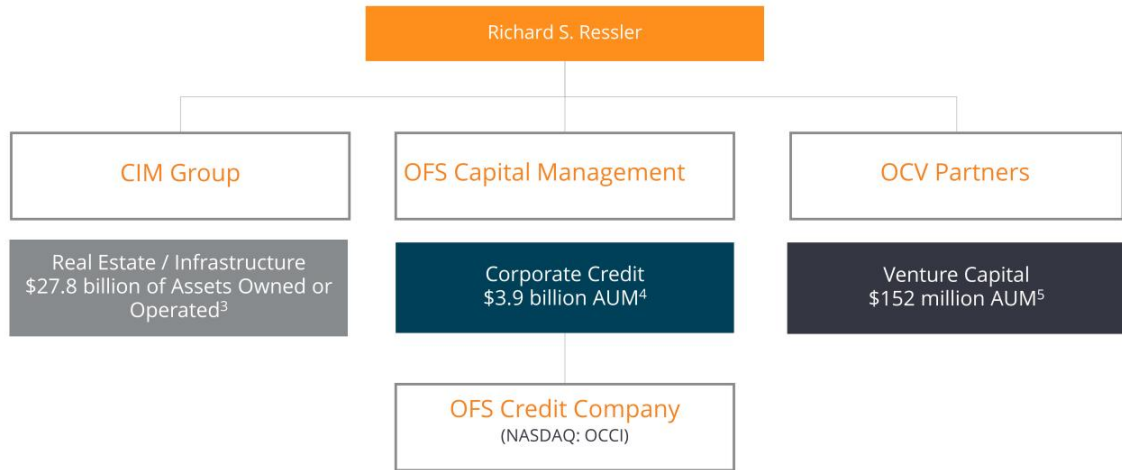 Richard S. Ressler
CIM Group
OFS Capital Management
OCV Partners
Real Estate / Infrastructure
$27.8 billion of Assets Owned or
Operated³
Corporate Credit
$3.9 billion AUM⁴
Venture Capital
$152 million AUM⁵
OFS Credit Company
(NASDAQ: OCCI)